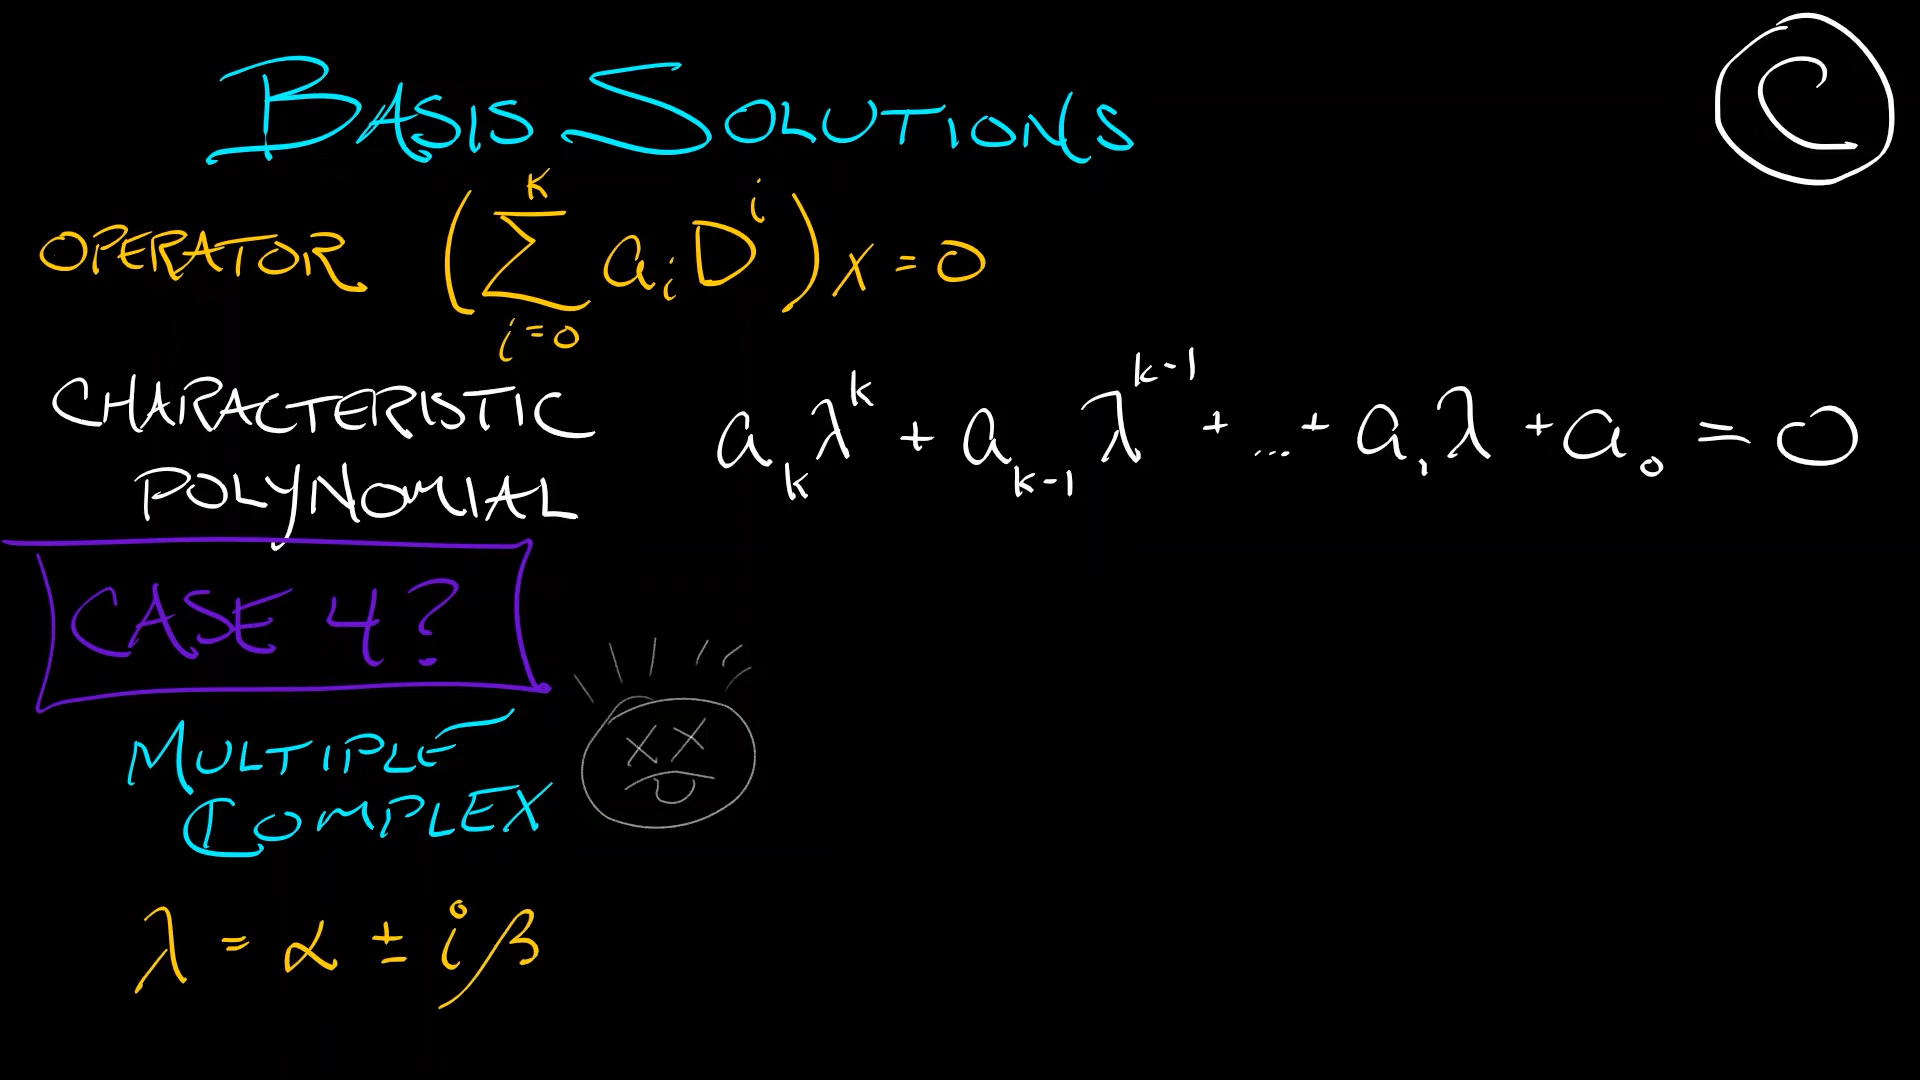 BASIS SOLUTIONS
C
OPERATOR (∑_{i=0}^{k} a_i D^i) x = 0
CHARACTERISTIC
POLYNOMIAL
a_k λ^k + a_{k-1} λ^{k-1} + ... + a_1 λ + a_0 = 0
CASE 4?
MULTIPLE
COMPLEX
λ = α ± iβ